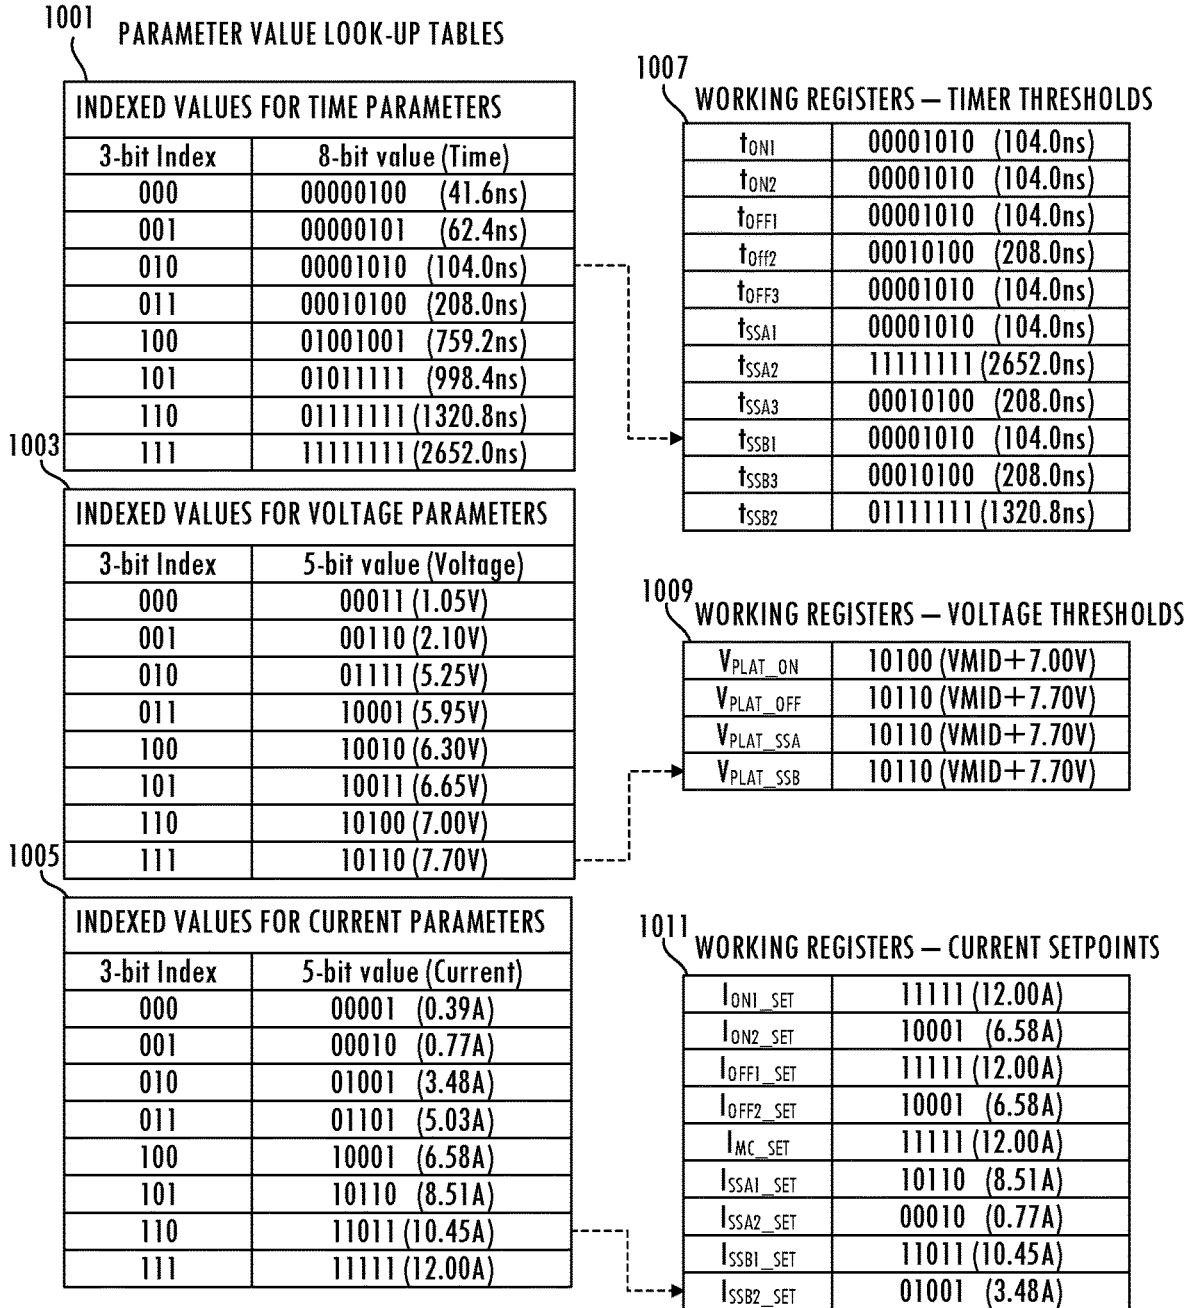 1001
PARAMETER VALUE LOOK-UP TABLES
INDEXED VALUES FOR TIME PARAMETERS
3-bit Index 8-bit value (Time)
000 00000100 (41.6ns)
001 00000101 (62.4ns)
010 00001010 (104.0ns)
011 00010100 (208.0ns)
100 01001001 (759.2ns)
101 01011111 (998.4ns)
110 01111111 (1320.8ns)
111 11111111 (2652.0ns)
1003
INDEXED VALUES FOR VOLTAGE PARAMETERS
3-bit Index 5-bit value (Voltage)
000 00011 (1.05V)
001 00110 (2.10V)
010 01111 (5.25V)
011 10001 (5.95V)
100 10010 (6.30V)
101 10011 (6.65V)
110 10100 (7.00V)
111 10110 (7.70V)
1005
INDEXED VALUES FOR CURRENT PARAMETERS
3-bit Index 5-bit value (Current)
000 00001 (0.39A)
001 00010 (0.77A)
010 01001 (3.48A)
011 01101 (5.03A)
100 10001 (6.58A)
101 10110 (8.51A)
110 11011 (10.45A)
111 11111 (12.00A)
1007
WORKING REGISTERS – TIMER THRESHOLDS
tON1 00001010 (104.0ns)
tON2 00001010 (104.0ns)
tOFF1 00001010 (104.0ns)
tOff2 00010100 (208.0ns)
tOFF3 00001010 (104.0ns)
tSSA1 00001010 (104.0ns)
tSSA2 11111111 (2652.0ns)
tSSA3 00010100 (208.0ns)
tSSB1 00001010 (104.0ns)
tSSB3 00010100 (208.0ns)
tSSB2 01111111 (1320.8ns)
1009
WORKING REGISTERS – VOLTAGE THRESHOLDS
VPLAT_ON 10100 (VMID+7.00V)
VPLAT_OFF 10110 (VMID+7.70V)
VPLAT_SSA 10110 (VMID+7.70V)
VPLAT_SSB 10110 (VMID+7.70V)
1011
WORKING REGISTERS – CURRENT SETPOINTS
ION1_SET 11111 (12.00A)
ION2_SET 10001 (6.58A)
IOFF1_SET 11111 (12.00A)
IOFF2_SET 10001 (6.58A)
IMC_SET 11111 (12.00A)
ISSA1_SET 10110 (8.51A)
ISSA2_SET 00010 (0.77A)
ISSB1_SET 11011 (10.45A)
ISSB2_SET 01001 (3.48A)